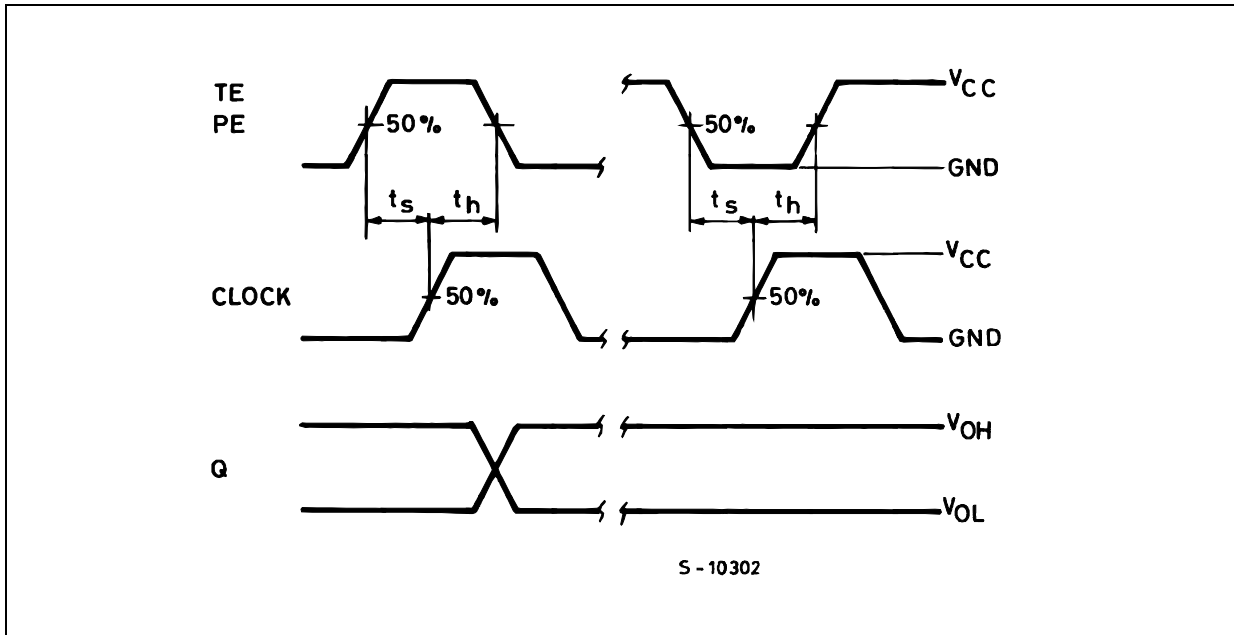 TE
PE
50%
50%
VCC
GND
ts
th
ts
th
CLOCK
50%
50%
VCC
GND
Q
VOH
VOL
S-10302